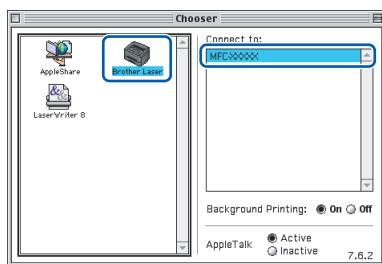 Chooser
AppleShare
Brother Laser
LaserWriter 8
Connect to:
MFC-XXXX
Background Printing: On Off
AppleTalk Active
Inactive
7.6.2